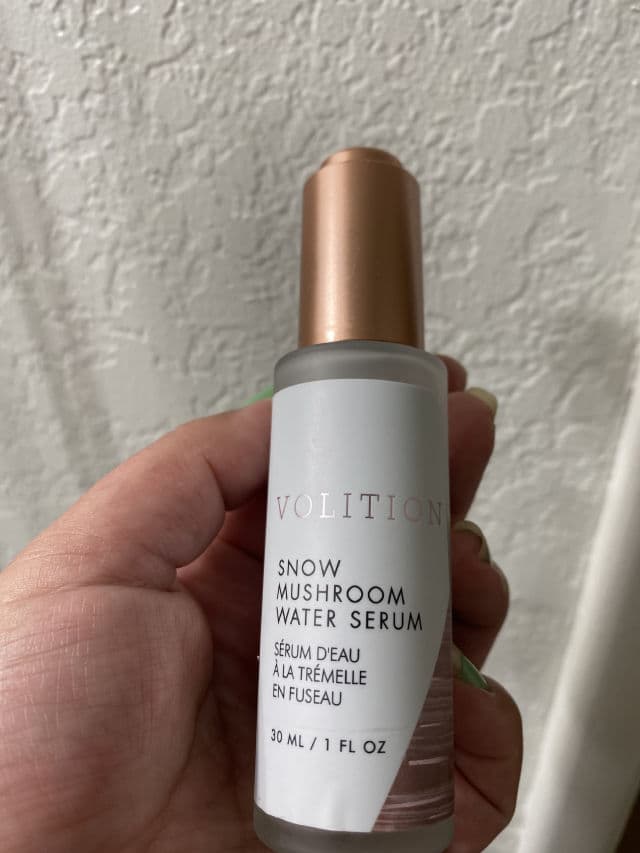 VOLITION
SNOW
MUSHROOM
WATER SERUM
SÉRUM D'EAU
À LA TRÉMELLE
EN FUSEAU
30 ML / 1 FL OZ